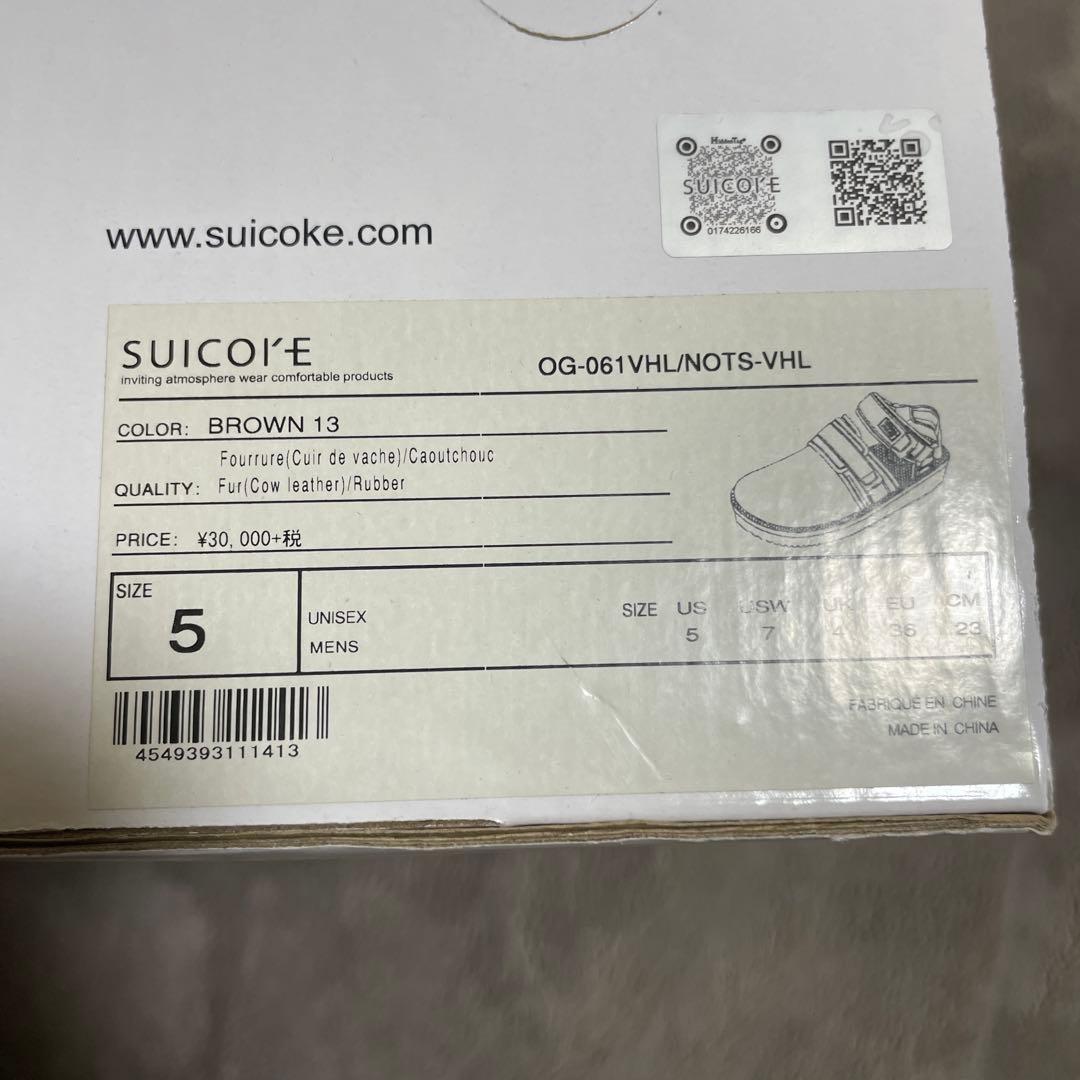 HiddenTag
SUICOKE
0174226166
www.suicoke.com
SUICOKE
inviting atmosphere wear comfortable products
OG-061VHL/NOTS-VHL
COLOR: BROWN 13
Fourrure(Cuir de vache)/Caoutchouc
QUALITY: Fur(Cow leather)/Rubber
PRICE: ¥30,000+税
SIZE
5
UNISEX
MENS
SIZE US USW UK EU CM
5 7 4 36 23
4549393111413
FABRIQUE EN CHINE
MADE IN CHINA